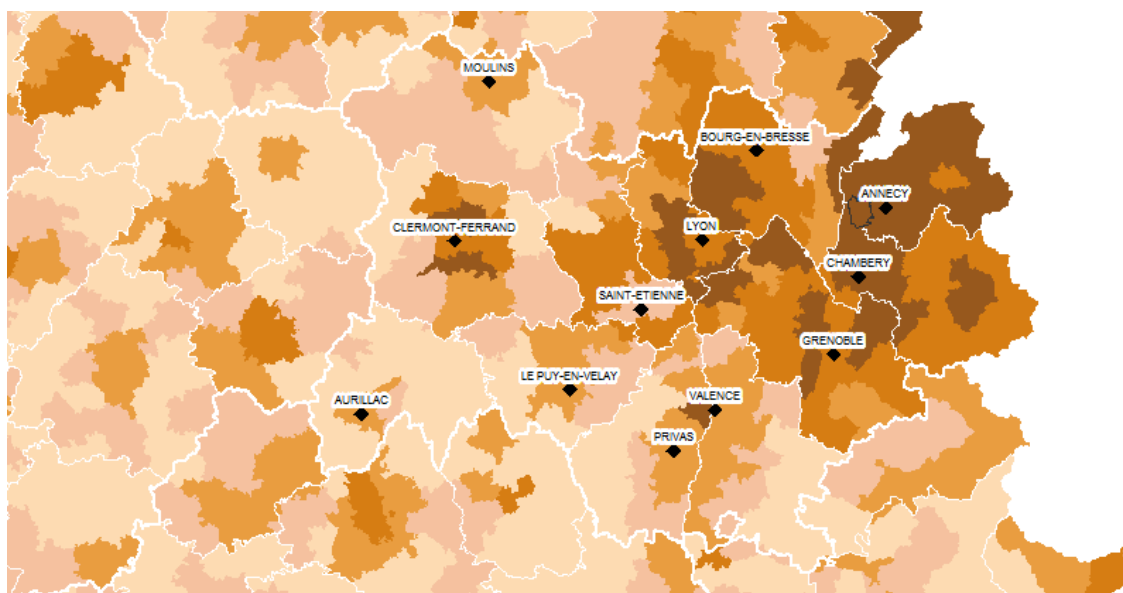 MOULINS
BOURG-EN-BRESSE
ANNECY
CLERMONT-FERRAND
LYON
CHAMBERY
SAINT-ETIENNE
GRENOBLE
LE PUY-EN-VELAY
AURILLAC
VALENCE
PRIVAS